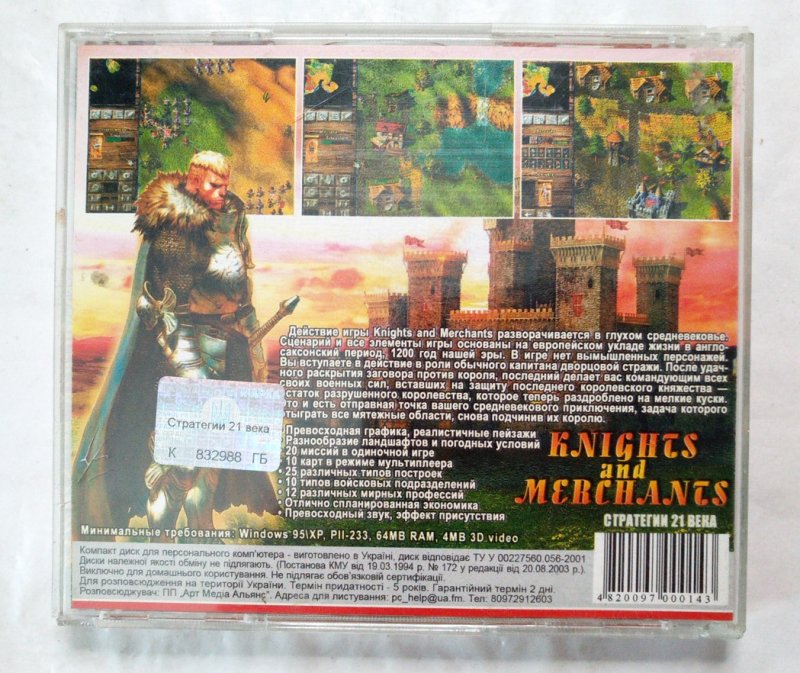 Действие игры Knights and Merchants разворачивается в глухом средневековье.
Сценарий и все элементы игры основаны на европейском укладе жизни в англо-
саксонский период, 1200 год нашей эры. В игре нет вымышленных персонажей.
Вы вступаете в действие в роли обычного капитана дворцовой стражи. После удач-
ного раскрытия заговора против короля, последний делает вас командующим всех
своих военных сил, вставших на защиту последнего королевского княжества —
остаток разрушенного королевства, которое теперь раздроблено на мелкие куски.
это и есть отправная точка вашего средневекового приключения, задача которого
отыграть все мятежные области, снова подчинив их королю.
Стратегии 21 века
К 832988 ГБ
Превосходная графика, реалистичные пейзажи
Разнообразие ландшафтов и погодных условий
• 20 миссий в одиночной игре
• 10 карт в режиме мультиплеера
• 25 различных типов построек
• 10 типов войсковых подразделений
• 12 различных мирных профессий
• Отлично спланированная экономика
• Превосходный звук, эффект присутствия
KNIGHTS
and
MERCHANTS
СТРАТЕГИИ 21 ВЕКА
Минимальные требования: Windows 95\XP, PII-233, 64MB RAM, 4MB 3D video
Компакт диск для персонального комп'ютера - виготовлено в Україні, диск відповідає ТУ У 00227560.056-2001
Диски належної якості обміну не підлягають. (Постанова КМУ від 19.03.1994 р. № 172 у редакції від 20.08.2003 р.).
Виключно для домашнього користування. Не підлягає обов'язковій сертифікації.
Для розповсюдження на території України. Термін придатності - 5 років. Гарантійний термін 2 дні.
Розповсюджувач: ПП „Арт Медіа Альянс". Адреса для листування: pc_help@ua.fm. Тел: 80972912603
4820097000143